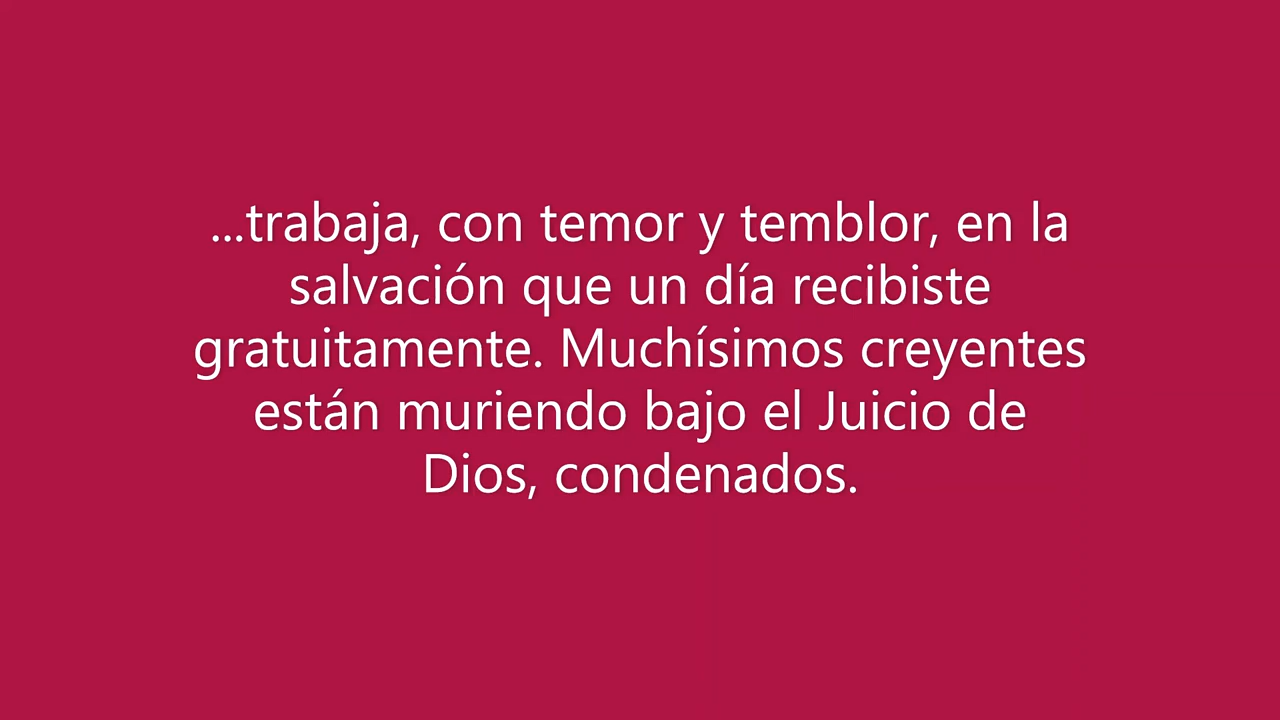 ...trabaja, con temor y temblor, en la
salvación que un día recibiste
gratuitamente. Muchísimos creyentes
están muriendo bajo el Juicio de
Dios, condenados.